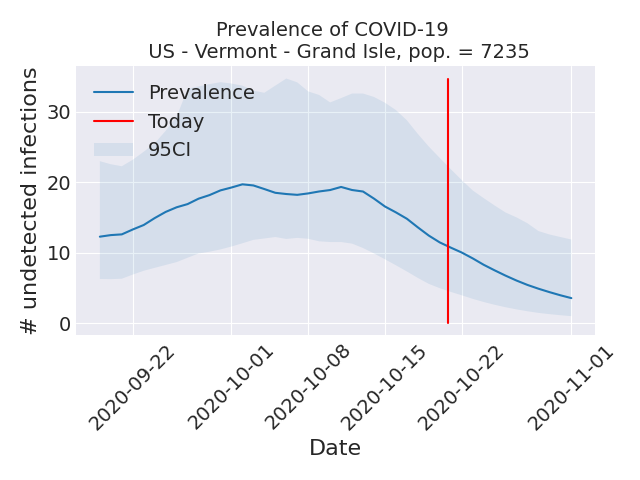 Prevalence of COVID-19
US - Vermont - Grand Isle, pop. = 7235
# undetected infections
30
20
10
0
Prevalence
Today
95CI
2020-09-22
2020-10-01
2020-10-08
2020-10-15
2020-10-22
2020-11-01
Date